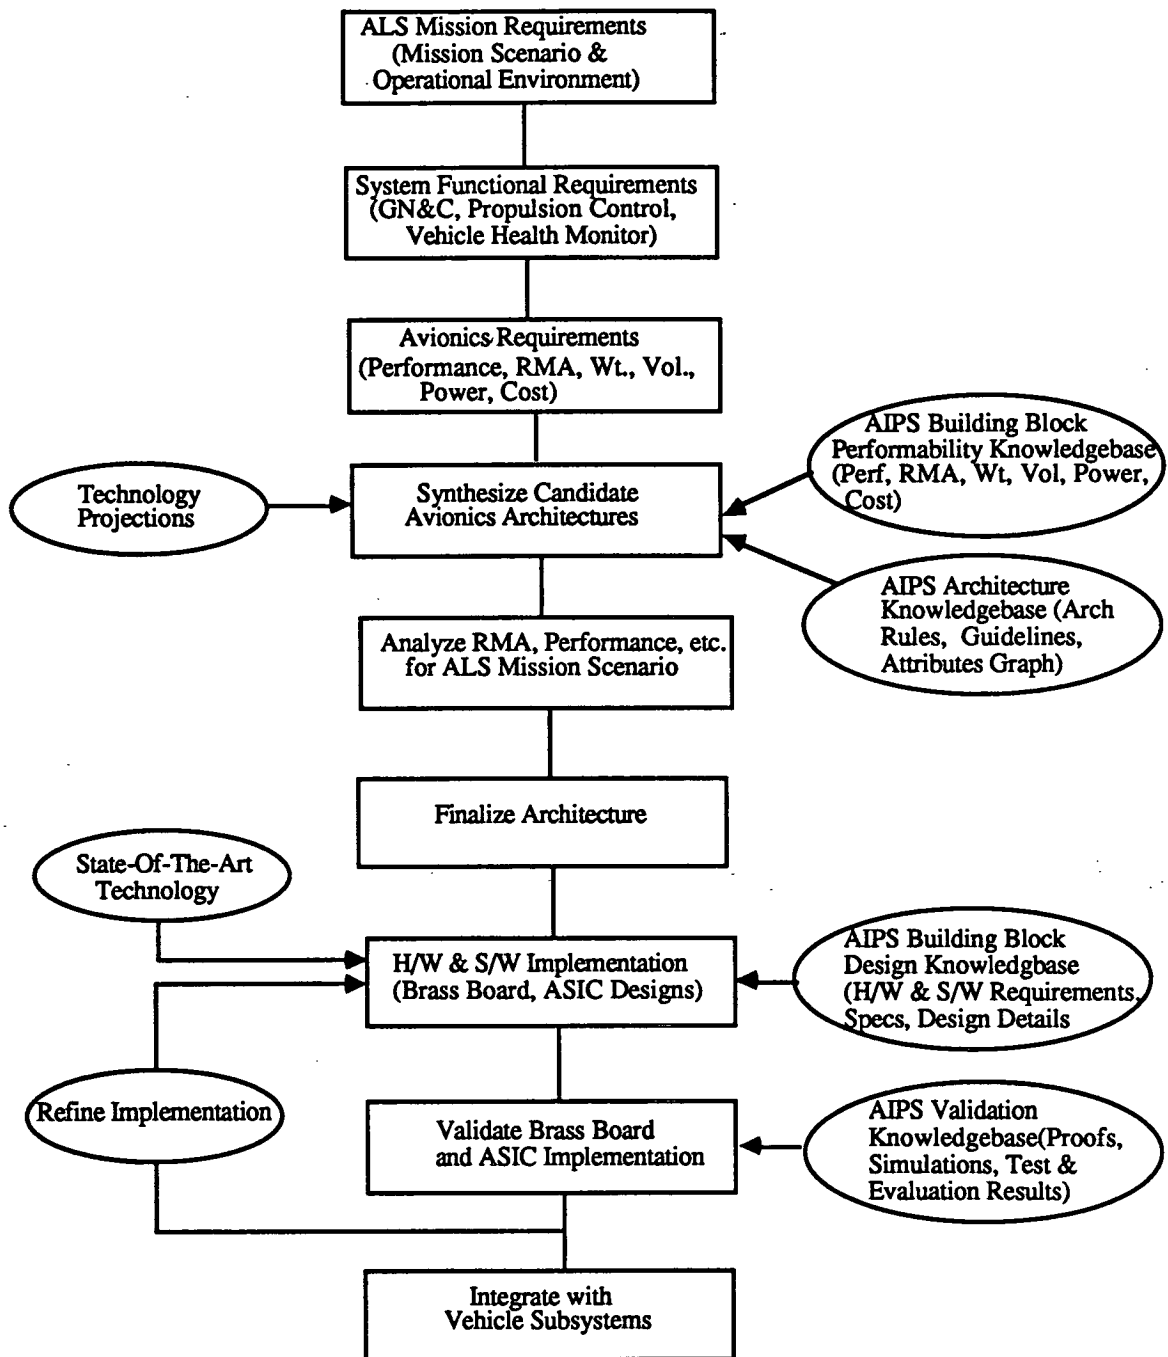 ALS Mission Requirements
(Mission Scenario &
Operational Environment)
System Functional Requirements
(GN&C, Propulsion Control,
Vehicle Health Monitor)
Avionics Requirements
(Performance, RMA, Wt., Vol.,
Power, Cost)
AIPS Building Block
Performability Knowledgebase
(Perf, RMA, Wt, Vol, Power,
Cost)
Technology
Projections
Synthesize Candidate
Avionics Architectures
AIPS Architecture
Knowledgebase (Arch
Rules, Guidelines,
Attributes Graph)
Analyze RMA, Performance, etc.
for ALS Mission Scenario
Finalize Architecture
State-Of-The-Art
Technology
H/W & S/W Implementation
(Brass Board, ASIC Designs)
AIPS Building Block
Design Knowledgbase
(H/W & S/W Requirements,
Specs, Design Details
Refine Implementation
Validate Brass Board
and ASIC Implementation
AIPS Validation
Knowledgebase(Proofs,
Simulations, Test &
Evaluation Results)
Integrate with
Vehicle Subsystems